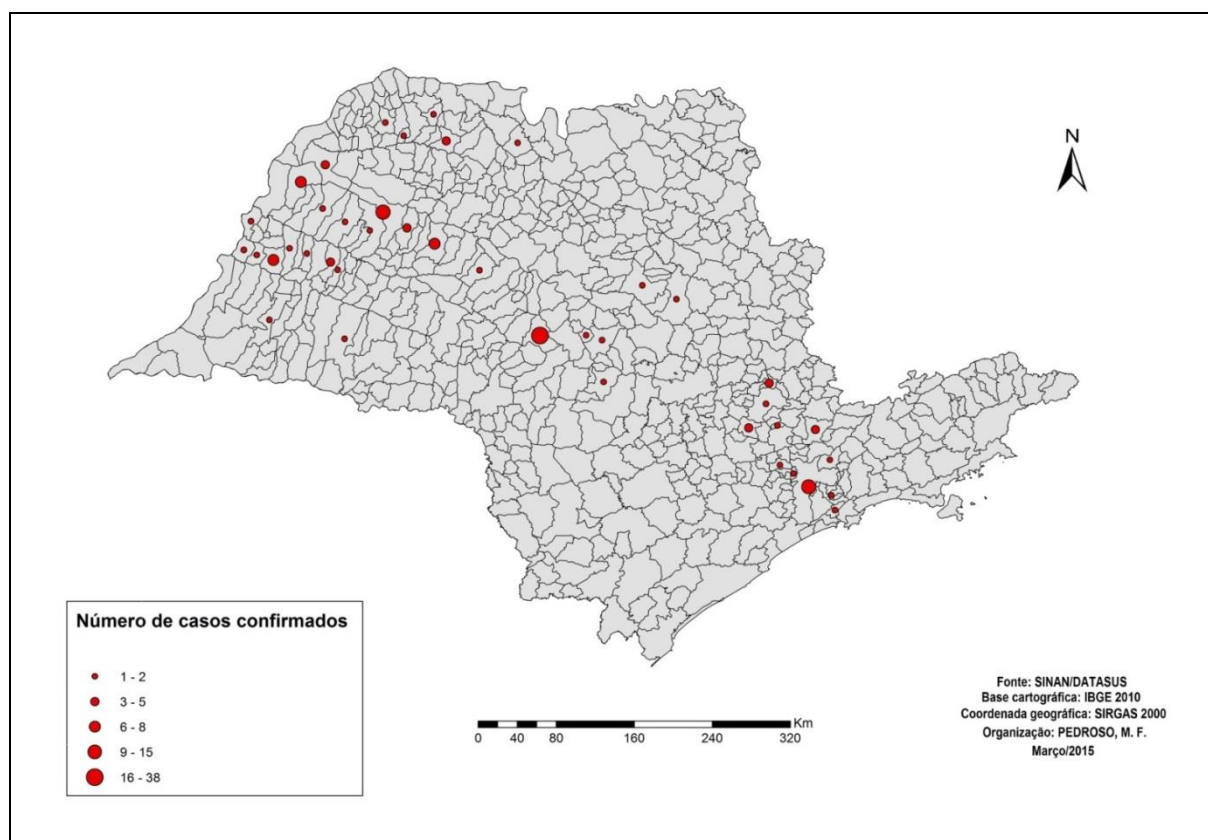 N
Número de casos confirmados
1 - 2
3 - 5
6 - 8
9 - 15
16 - 38
Km
0 40 80 160 240 320
Fonte: SINAN/DATASUS
Base cartográfica: IBGE 2010
Coordenada geográfica: SIRGAS 2000
Organização: PEDROSO, M. F.
Março/2015